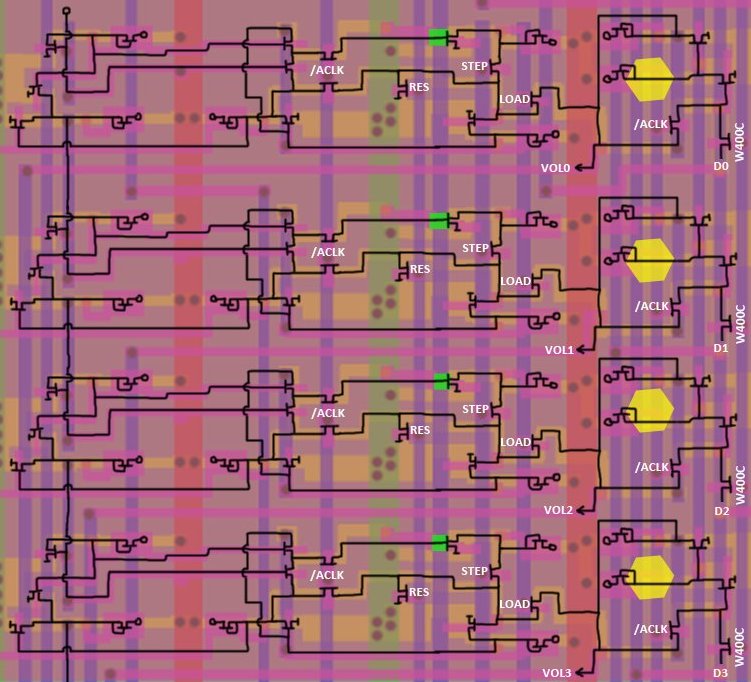 /ACLK
STEP
RES
LOAD
/ACLK
W400C
VOL0
D0
/ACLK
STEP
RES
LOAD
/ACLK
W400C
VOL1
D1
/ACLK
STEP
RES
LOAD
/ACLK
W400C
VOL2
D2
/ACLK
STEP
RES
LOAD
/ACLK
W400C
VOL3
D3